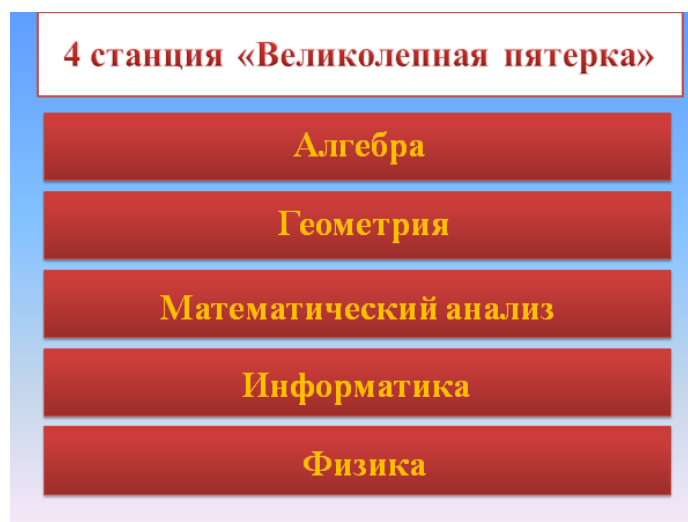 4 станция «Великолепная пятерка»
Алгебра
Геометрия
Математический анализ
Информатика
Физика